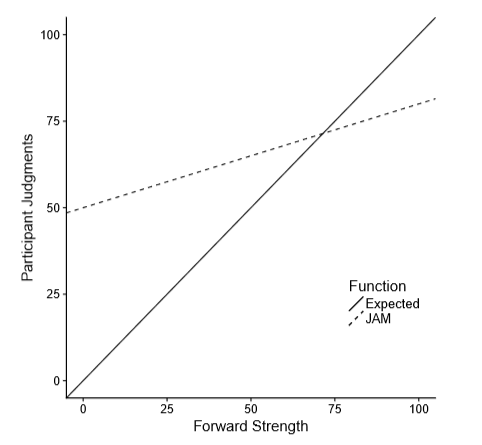 100
75
50
25
0
Participant Judgments
Function
Expected
JAM
0 25 50 75 100
Forward Strength